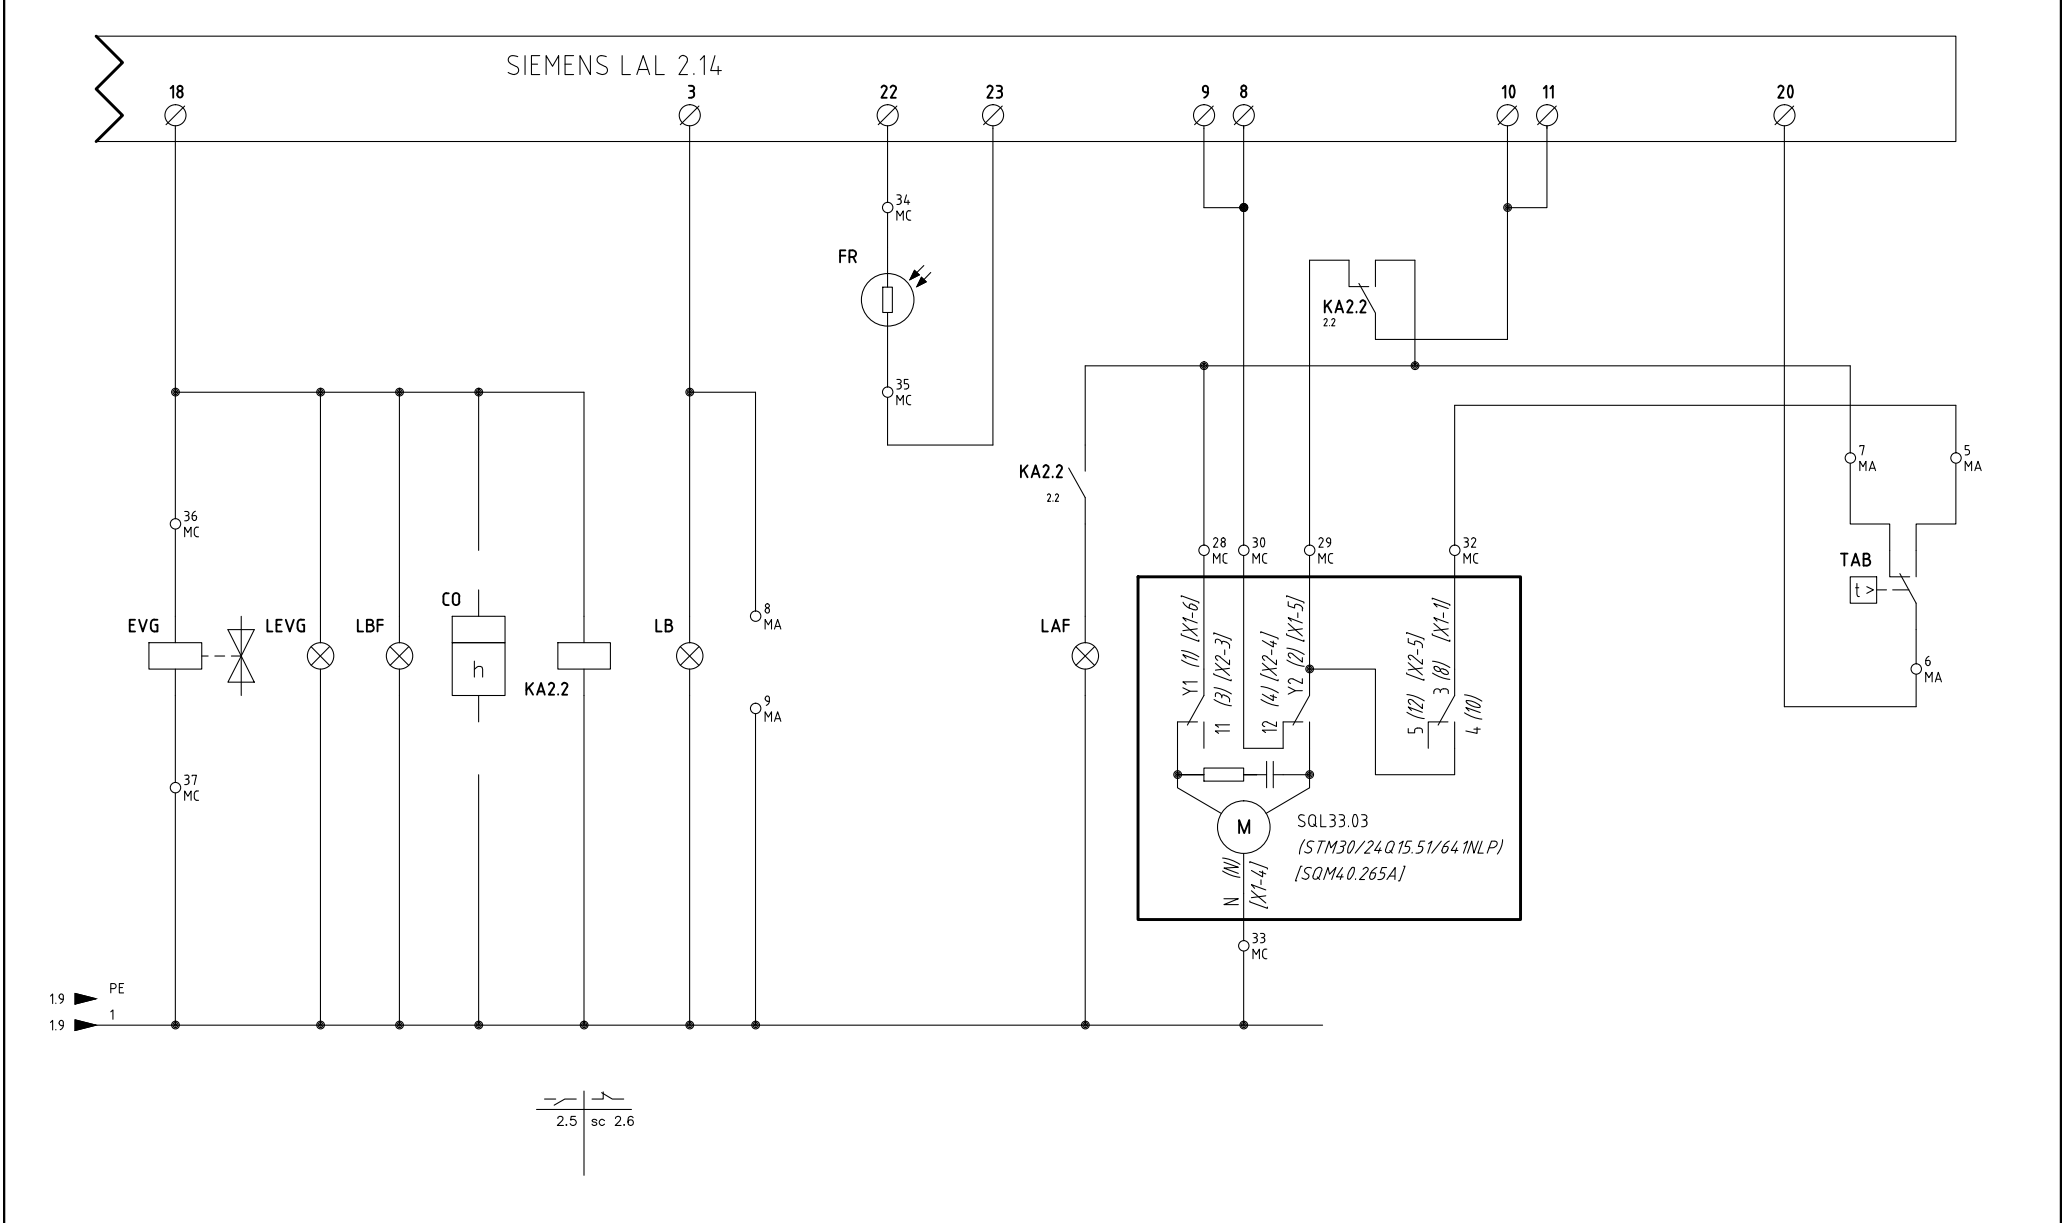 SIEMENS LAL 2.14
18
3
22
23
9
8
10
11
20
34
MC
FR
KA2.2
2.2
35
MC
7
MA
5
MA
KA2.2
2.2
36
MC
28
MC
30
MC
29
MC
32
MC
TAB
t >
CO
EVG
LEVG
LBF
h
KA2.2
LB
8
MA
9
MA
LAF
6
MA
Y1 (1) [X1-6]
11 (3) [X2-3]
12 (4) [X2-4]
Y2 (2) [X1-5]
5 (12) [X2-5]
3 (8) [X1-1]
4 (10)
37
MC
M
SQL33.03
(STM30/24Q15.51/641NLP)
[SQM40.265A]
N (N)
[X1-4]
33
MC
1.9
PE
1.9
1
2.5
sc 2.6